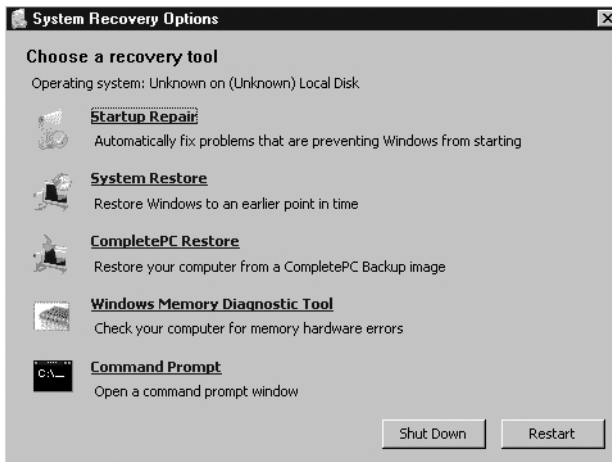 System Recovery Options
Choose a recovery tool
Operating system: Unknown on (Unknown) Local Disk
Startup Repair
Automatically fix problems that are preventing Windows from starting
System Restore
Restore Windows to an earlier point in time
CompletePC Restore
Restore your computer from a CompletePC Backup image
Windows Memory Diagnostic Tool
Check your computer for memory hardware errors
C:\_
Command Prompt
Open a command prompt window
Shut Down
Restart